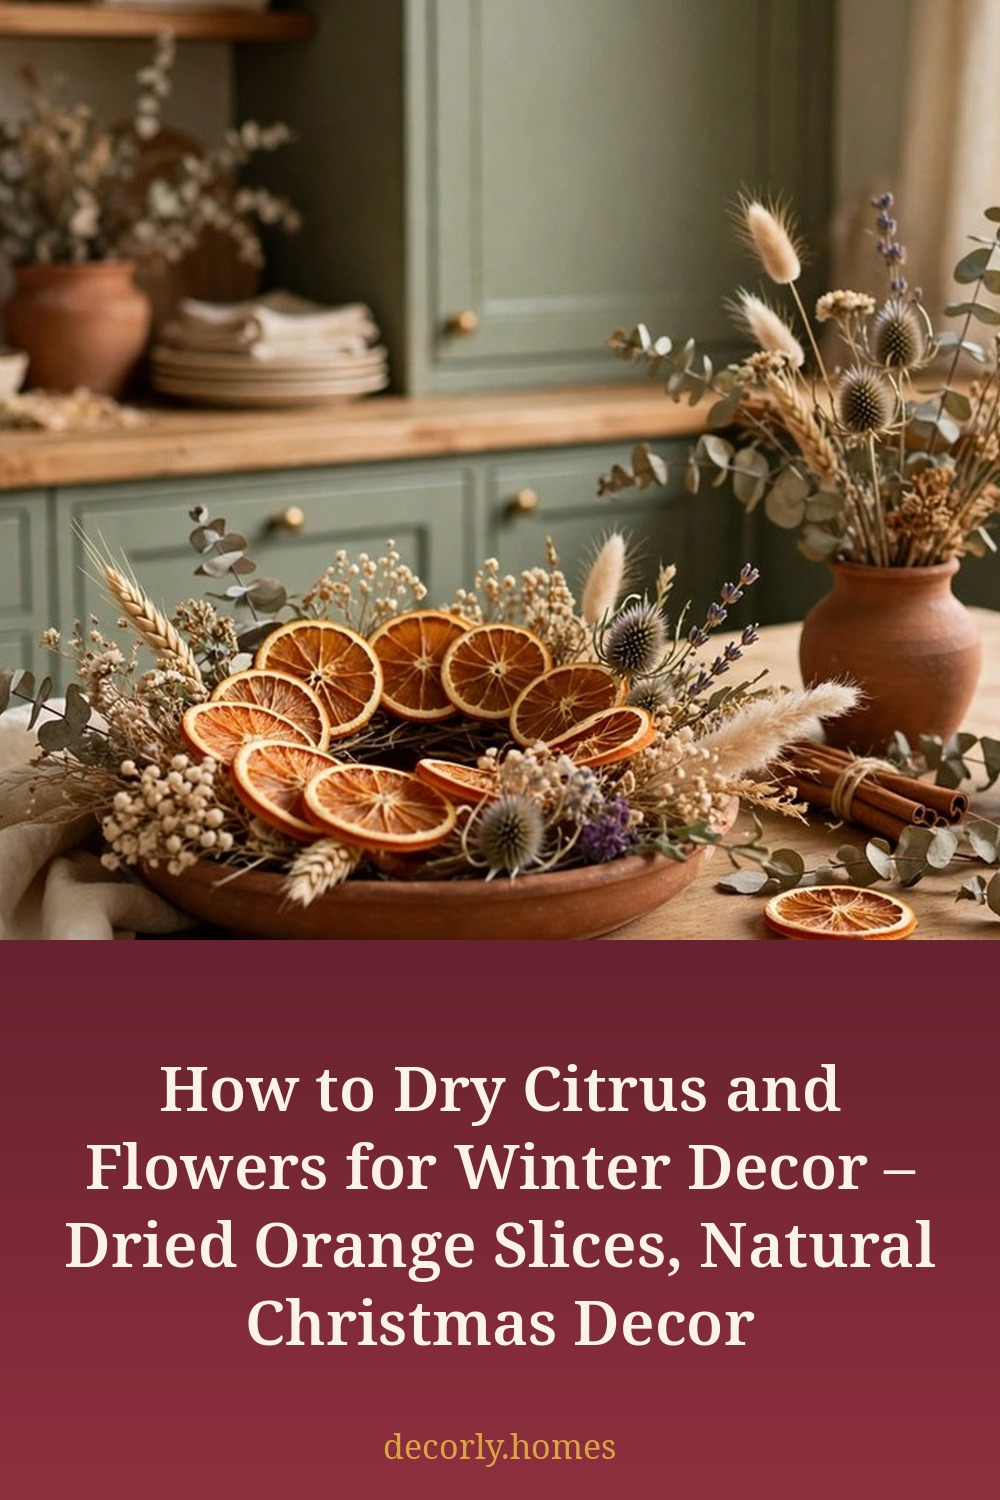 How to Dry Citrus and
Flowers for Winter Decor –
Dried Orange Slices, Natural
Christmas Decor
decorly.homes